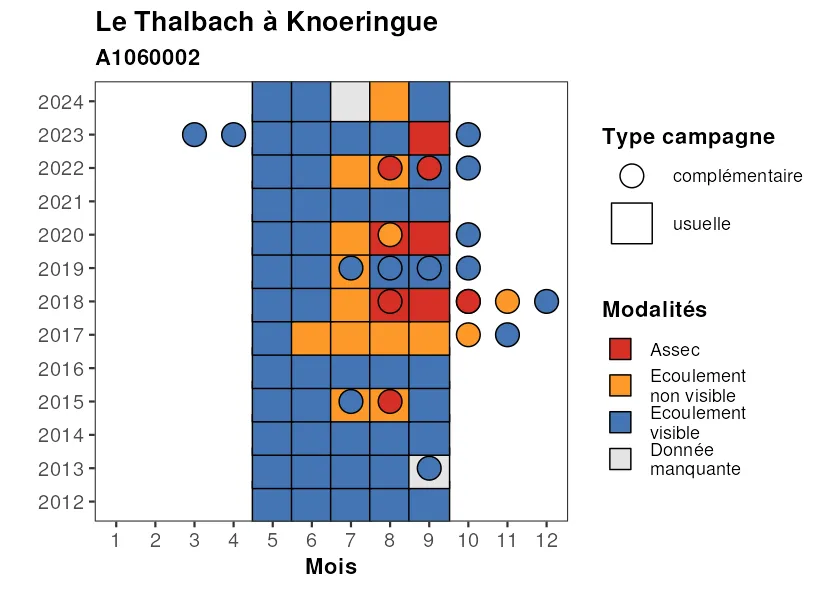 Le Thalbach à Knoeringue
A1060002
2024
2023
2022
2021
2020
2019
2018
2017
2016
2015
2014
2013
2012
1 2 3 4 5 6 7 8 9 10 11 12
Mois
Type campagne
complémentaire
usuelle
Modalités
Assec
Ecoulement
non visible
Ecoulement
visible
Donnée
manquante